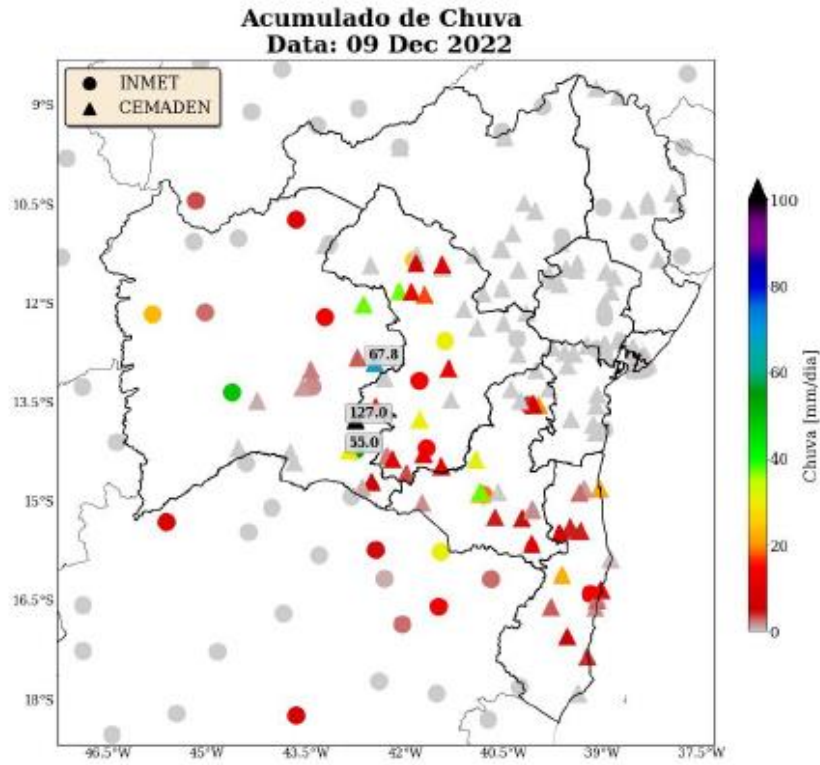 Acumulado de Chuva
Data: 09 Dec 2022
INMET
CEMADEN
9°S
10.5°S
12°S
13.5°S
15°S
16.5°S
18°S
67.8
127.0
55.0
46.5°W
45°W
43.5°W
42°W
40.5°W
39°W
37.5°W
100
80
60
40
20
0
Chuva [mm/dia]